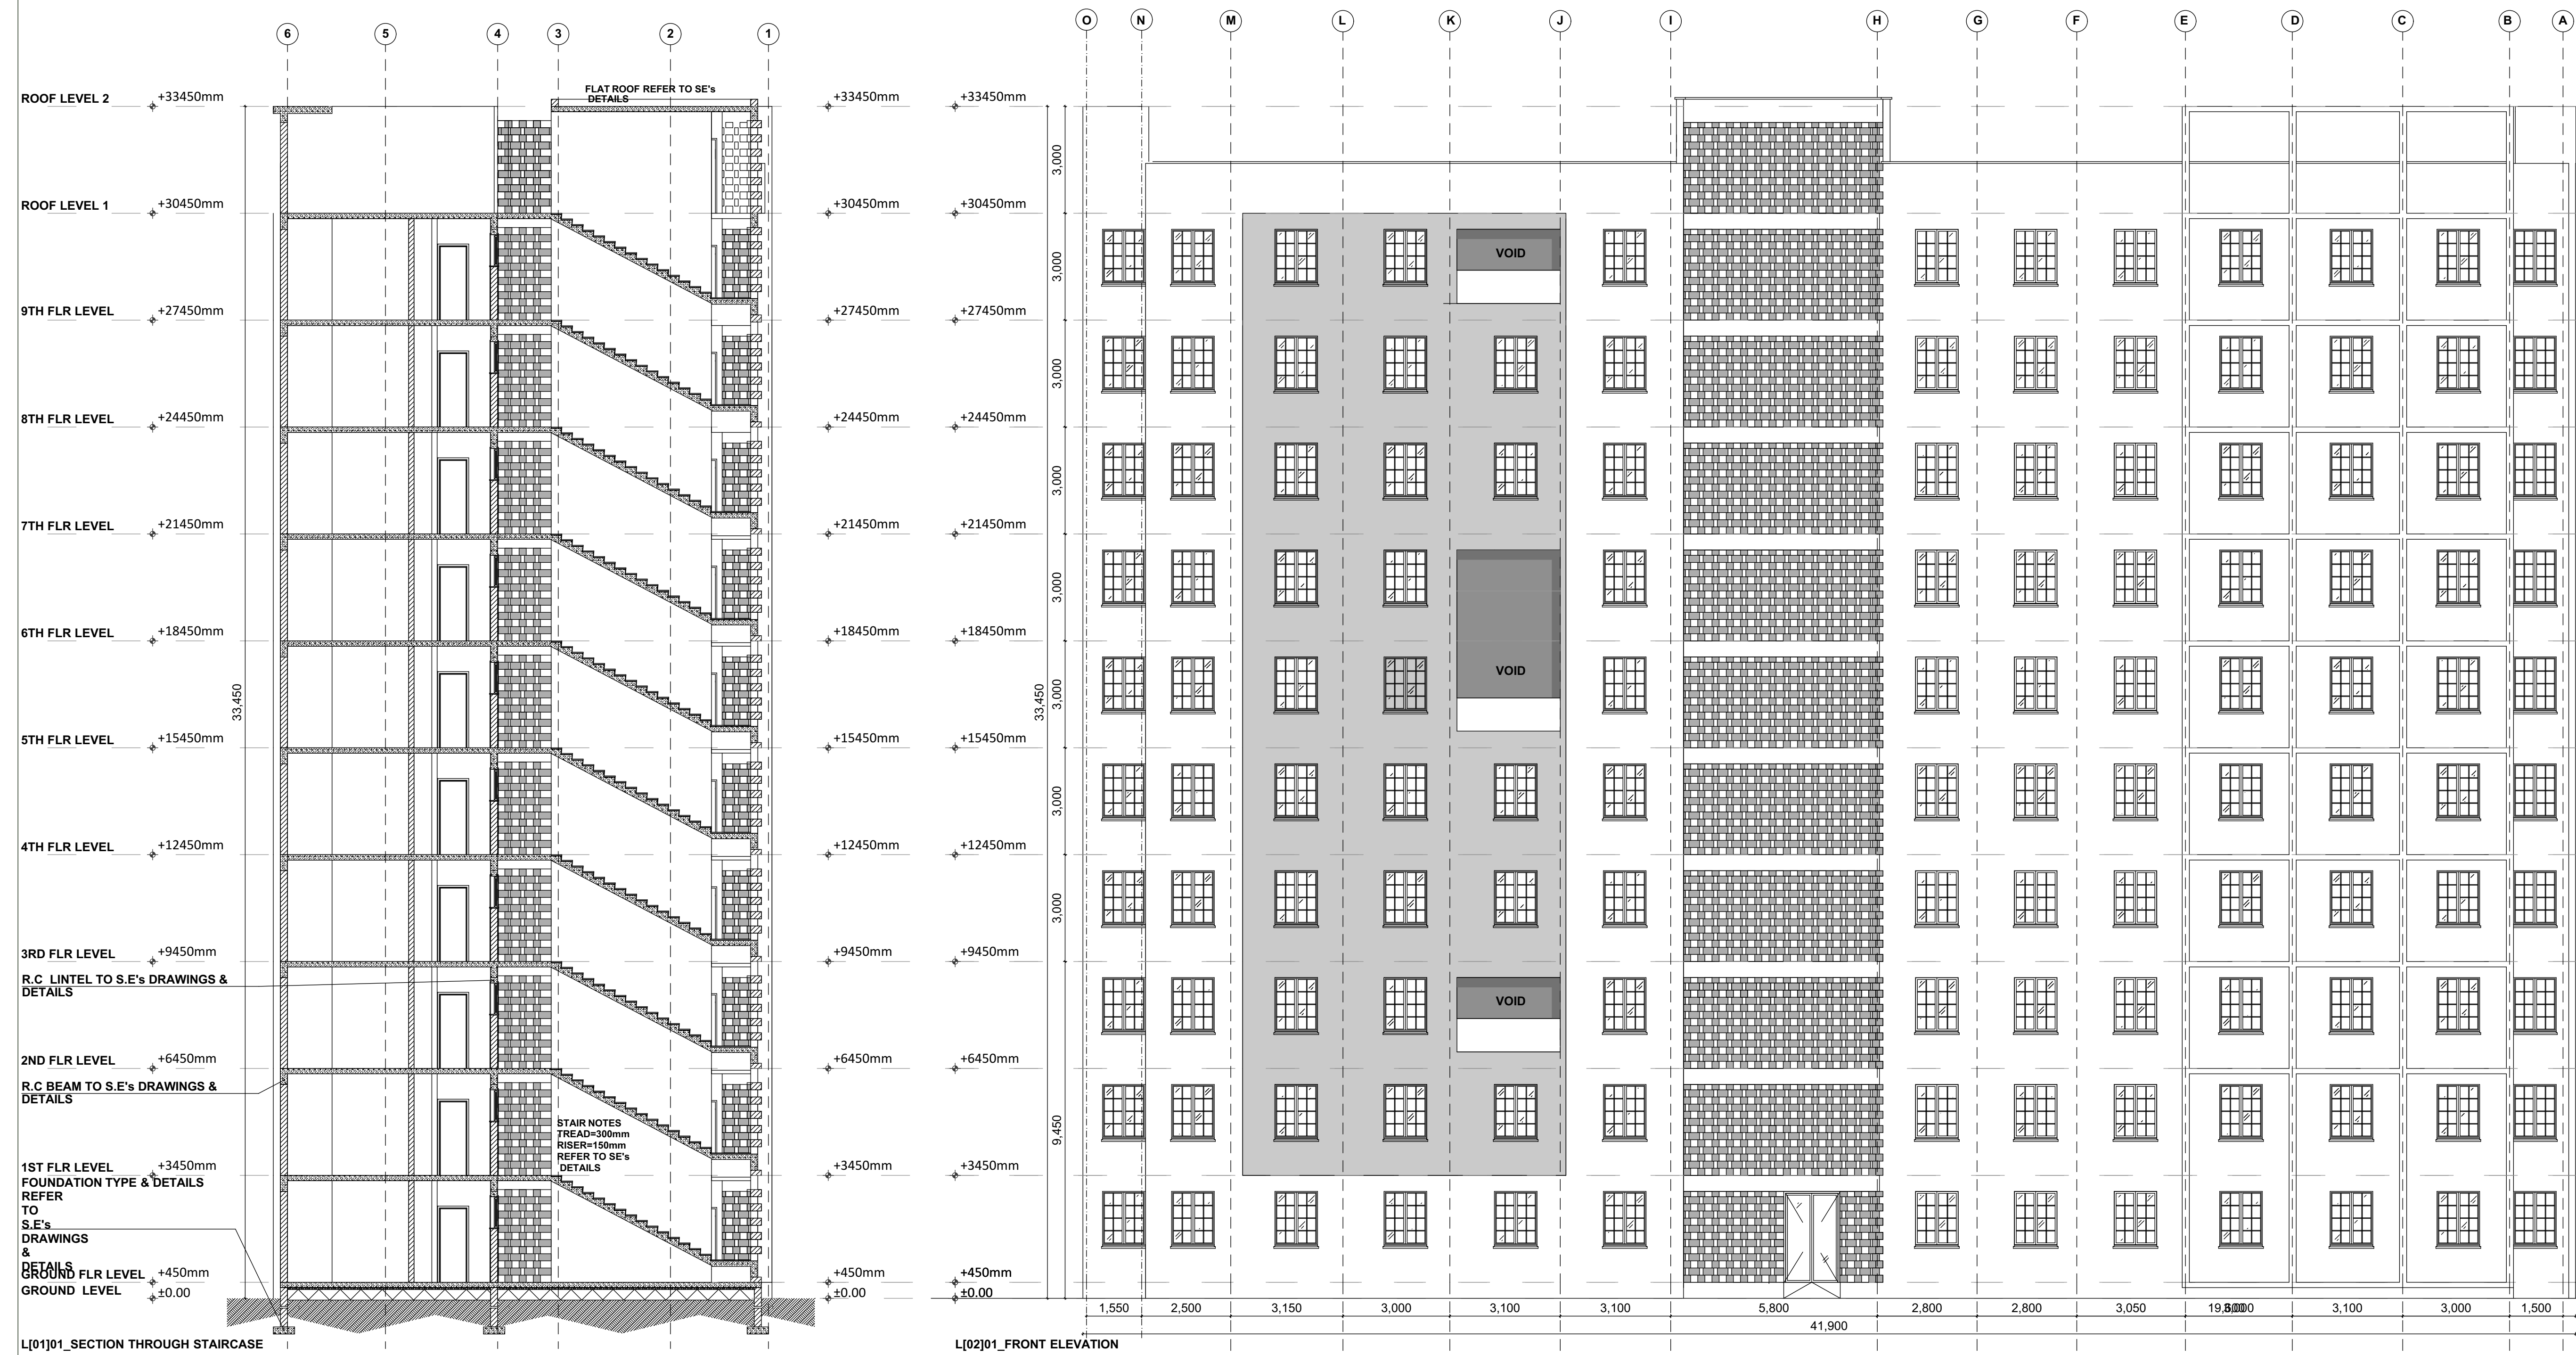 6 5 4 3 2 1
ROOF LEVEL 2 +33450mm
FLAT ROOF REFER TO SE's
DETAILS
+33450mm
ROOF LEVEL 1 +30450mm
+30450mm
9TH FLR LEVEL +27450mm
+27450mm
8TH FLR LEVEL +24450mm
+24450mm
7TH FLR LEVEL +21450mm
+21450mm
6TH FLR LEVEL +18450mm
+18450mm
33,450
5TH FLR LEVEL +15450mm
+15450mm
4TH FLR LEVEL +12450mm
+12450mm
3RD FLR LEVEL +9450mm
+9450mm
R.C LINTEL TO S.E's DRAWINGS &
DETAILS
2ND FLR LEVEL +6450mm
+6450mm
R.C BEAM TO S.E's DRAWINGS &
DETAILS
STAIR NOTES
TREAD=300mm
RISER=150mm
REFER TO SE's
DETAILS
1ST FLR LEVEL +3450mm
+3450mm
FOUNDATION TYPE & DETAILS
REFER
TO
S.E's
DRAWINGS
&
DETAILS
GROUND FLR LEVEL +450mm
+450mm
GROUND LEVEL ±0.00
±0.00
L[01]01_SECTION THROUGH STAIRCASE
O N M L K J I H G F E D C B A
+33450mm
3,000
+30450mm
VOID
3,000
+27450mm
3,000
+24450mm
3,000
+21450mm
3,000
+18450mm
VOID
3,000
33,450
+15450mm
3,000
+12450mm
3,000
+9450mm
VOID
+6450mm
9,450
+3450mm
+450mm
±0.00
1,550 2,500 3,150 3,000 3,100 3,100 5,800 2,800 2,800 3,050 3,100 3,000 1,500
41,900
L[02]01_FRONT ELEVATION